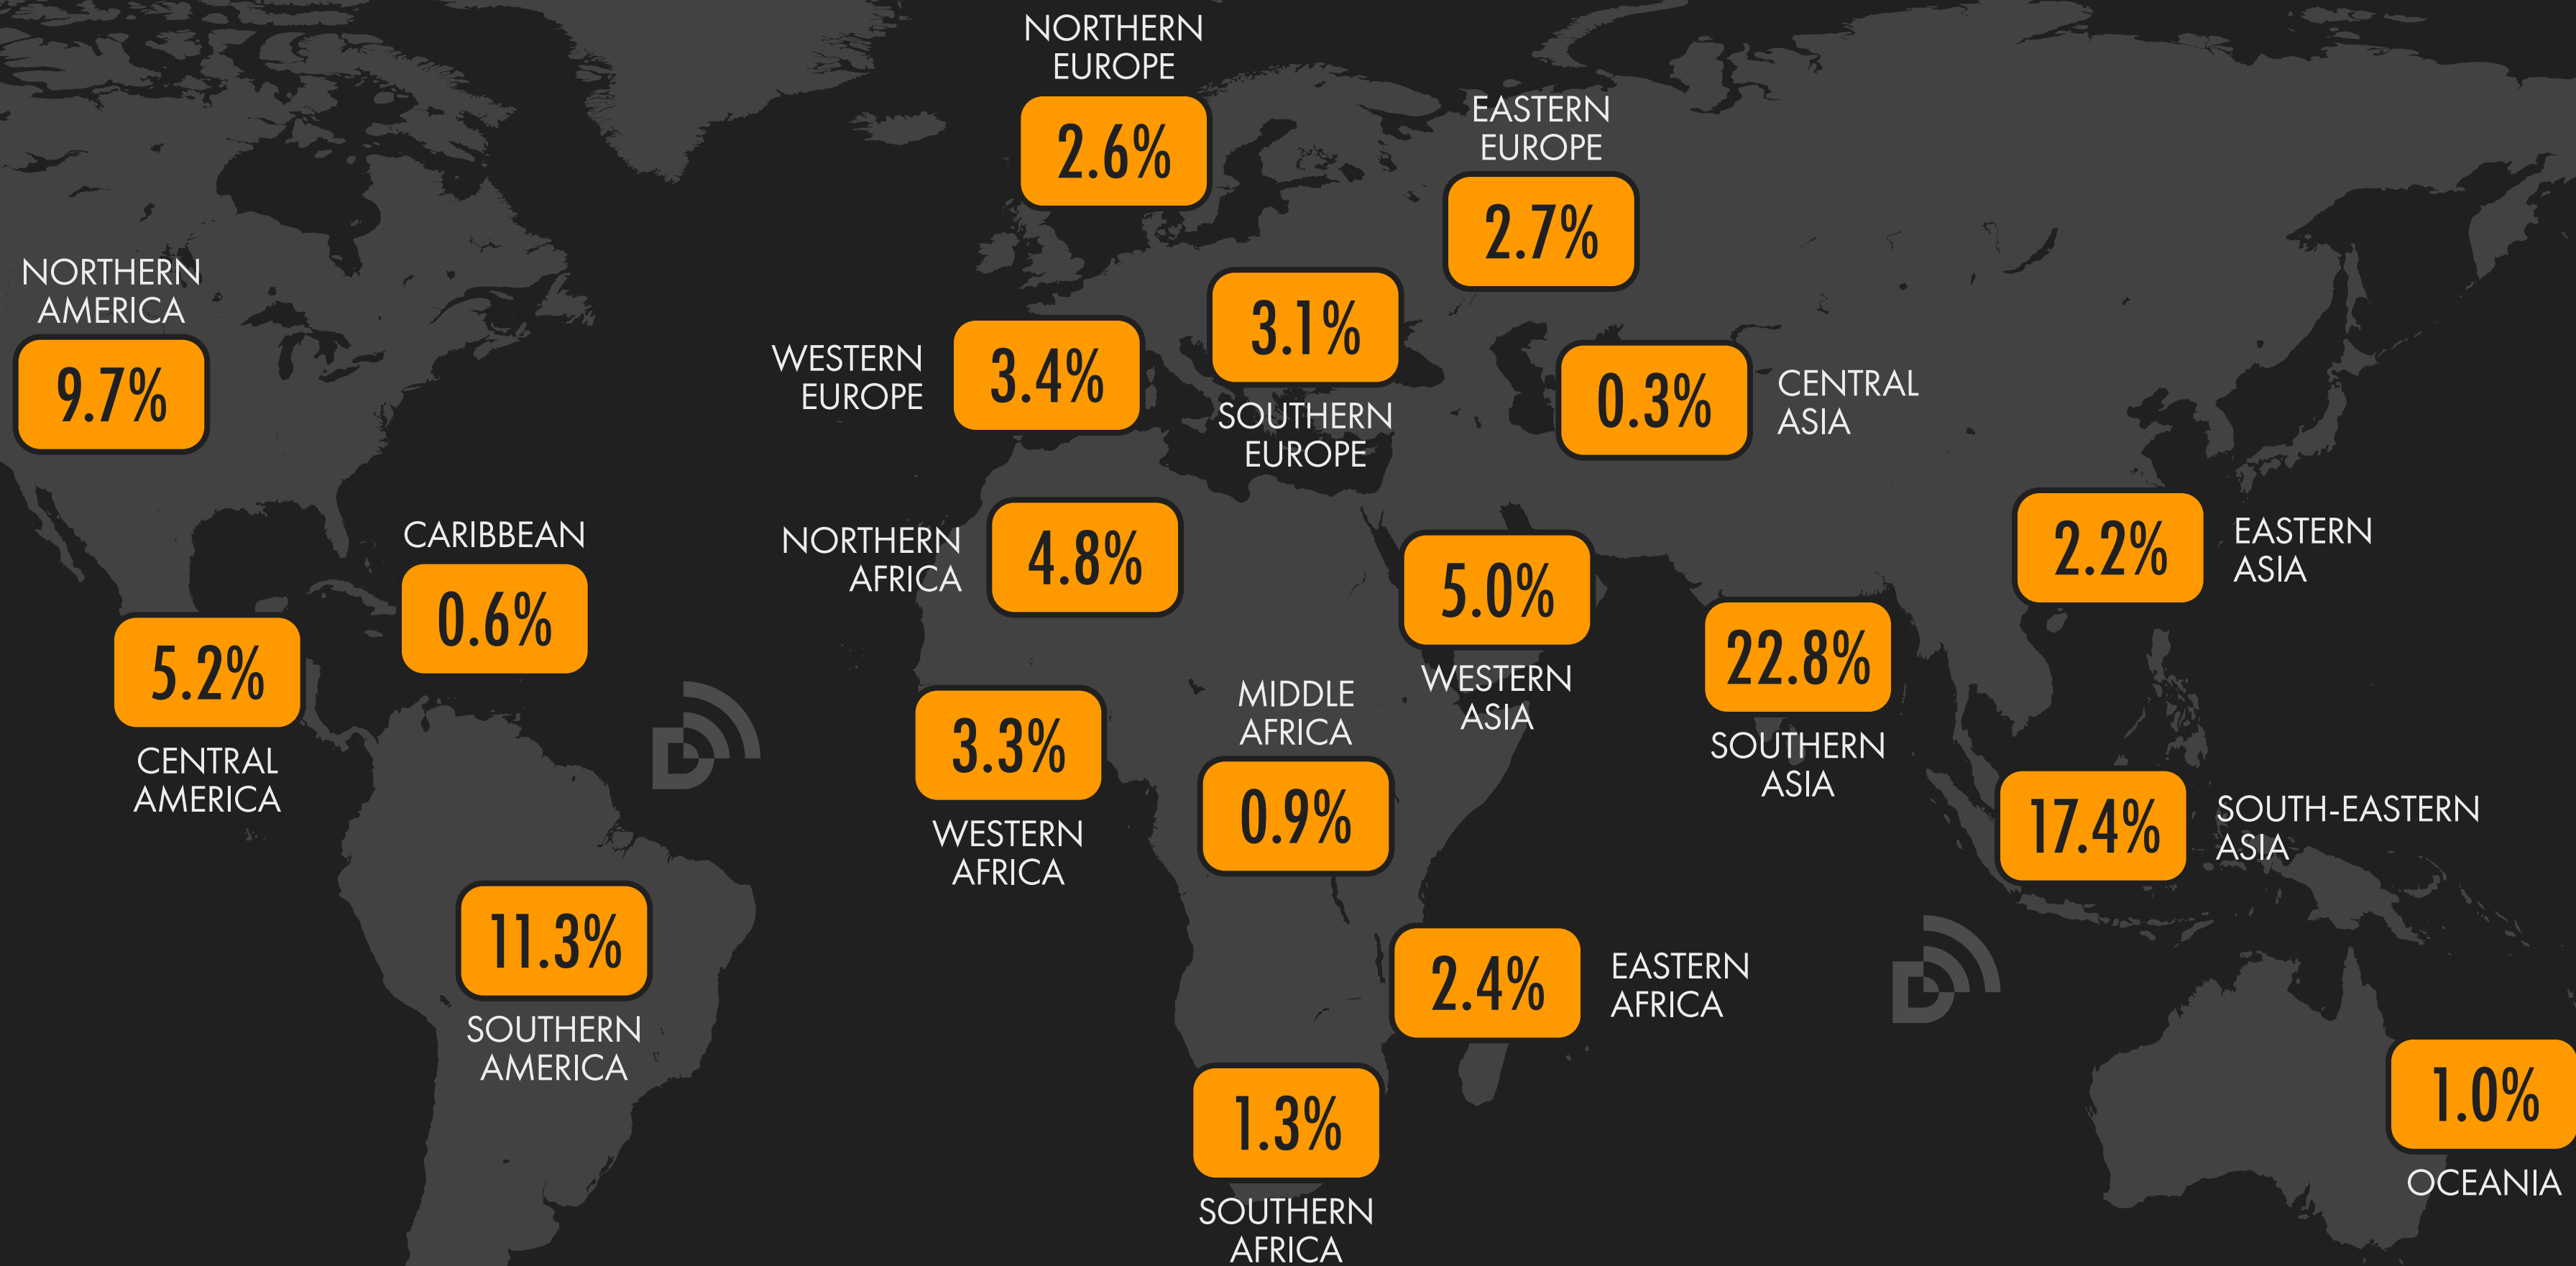 NORTHERN
EUROPE
2.6%
EASTERN
EUROPE
2.7%
NORTHERN
AMERICA
9.7%
WESTERN
EUROPE
3.4%
3.1%
SOUTHERN
EUROPE
0.3%
CENTRAL
ASIA
CARIBBEAN
0.6%
NORTHERN
AFRICA
4.8%
5.0%
WESTERN
ASIA
2.2%
EASTERN
ASIA
5.2%
CENTRAL
AMERICA
22.8%
SOUTHERN
ASIA
3.3%
WESTERN
AFRICA
MIDDLE
AFRICA
0.9%
17.4%
SOUTH-EASTERN
ASIA
11.3%
SOUTHERN
AMERICA
2.4%
EASTERN
AFRICA
1.3%
SOUTHERN
AFRICA
1.0%
OCEANIA